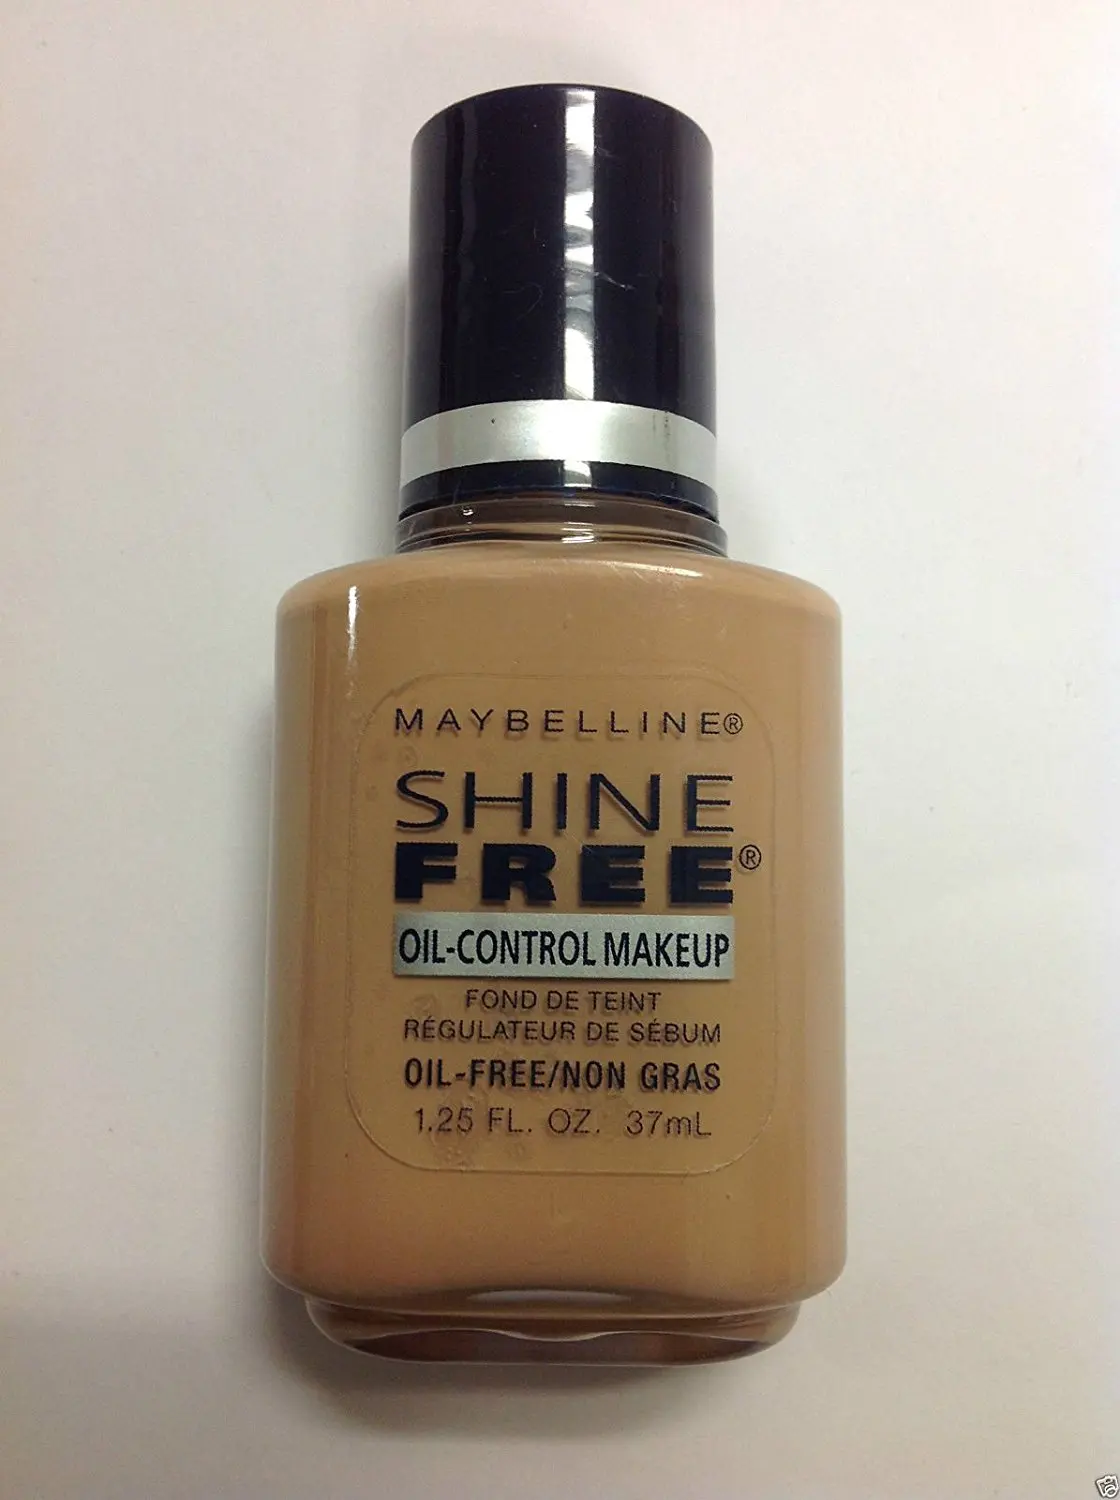 MAYBELLINE®
SHINE
FREE®
OIL-CONTROL MAKEUP
FOND DE TEINT
RÉGULATEUR DE SÉBUM
OIL-FREE/NON GRAS
1.25 FL. OZ. 37mL